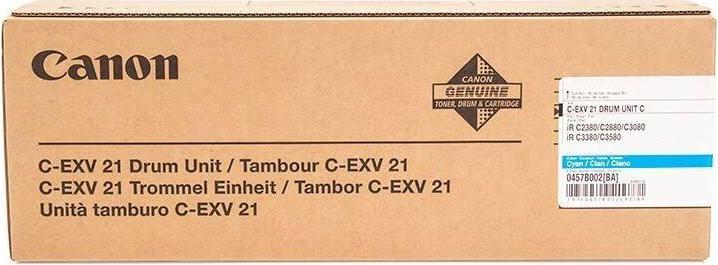 Canon
CANON
GENUINE
TONER, DRUM & CARTRIDGE
C-EXV 21 Drum Unit / Tambour C-EXV 21
C-EXV 21 Trommel Einheit / Tambor C-EXV 21
Unità tamburo C-EXV 21
C-EXV 21 DRUM UNIT C
iR C2380/C2880/C3080
iR C3380/C3580
Cyan / Cian / Ciano
0457B002[BA]